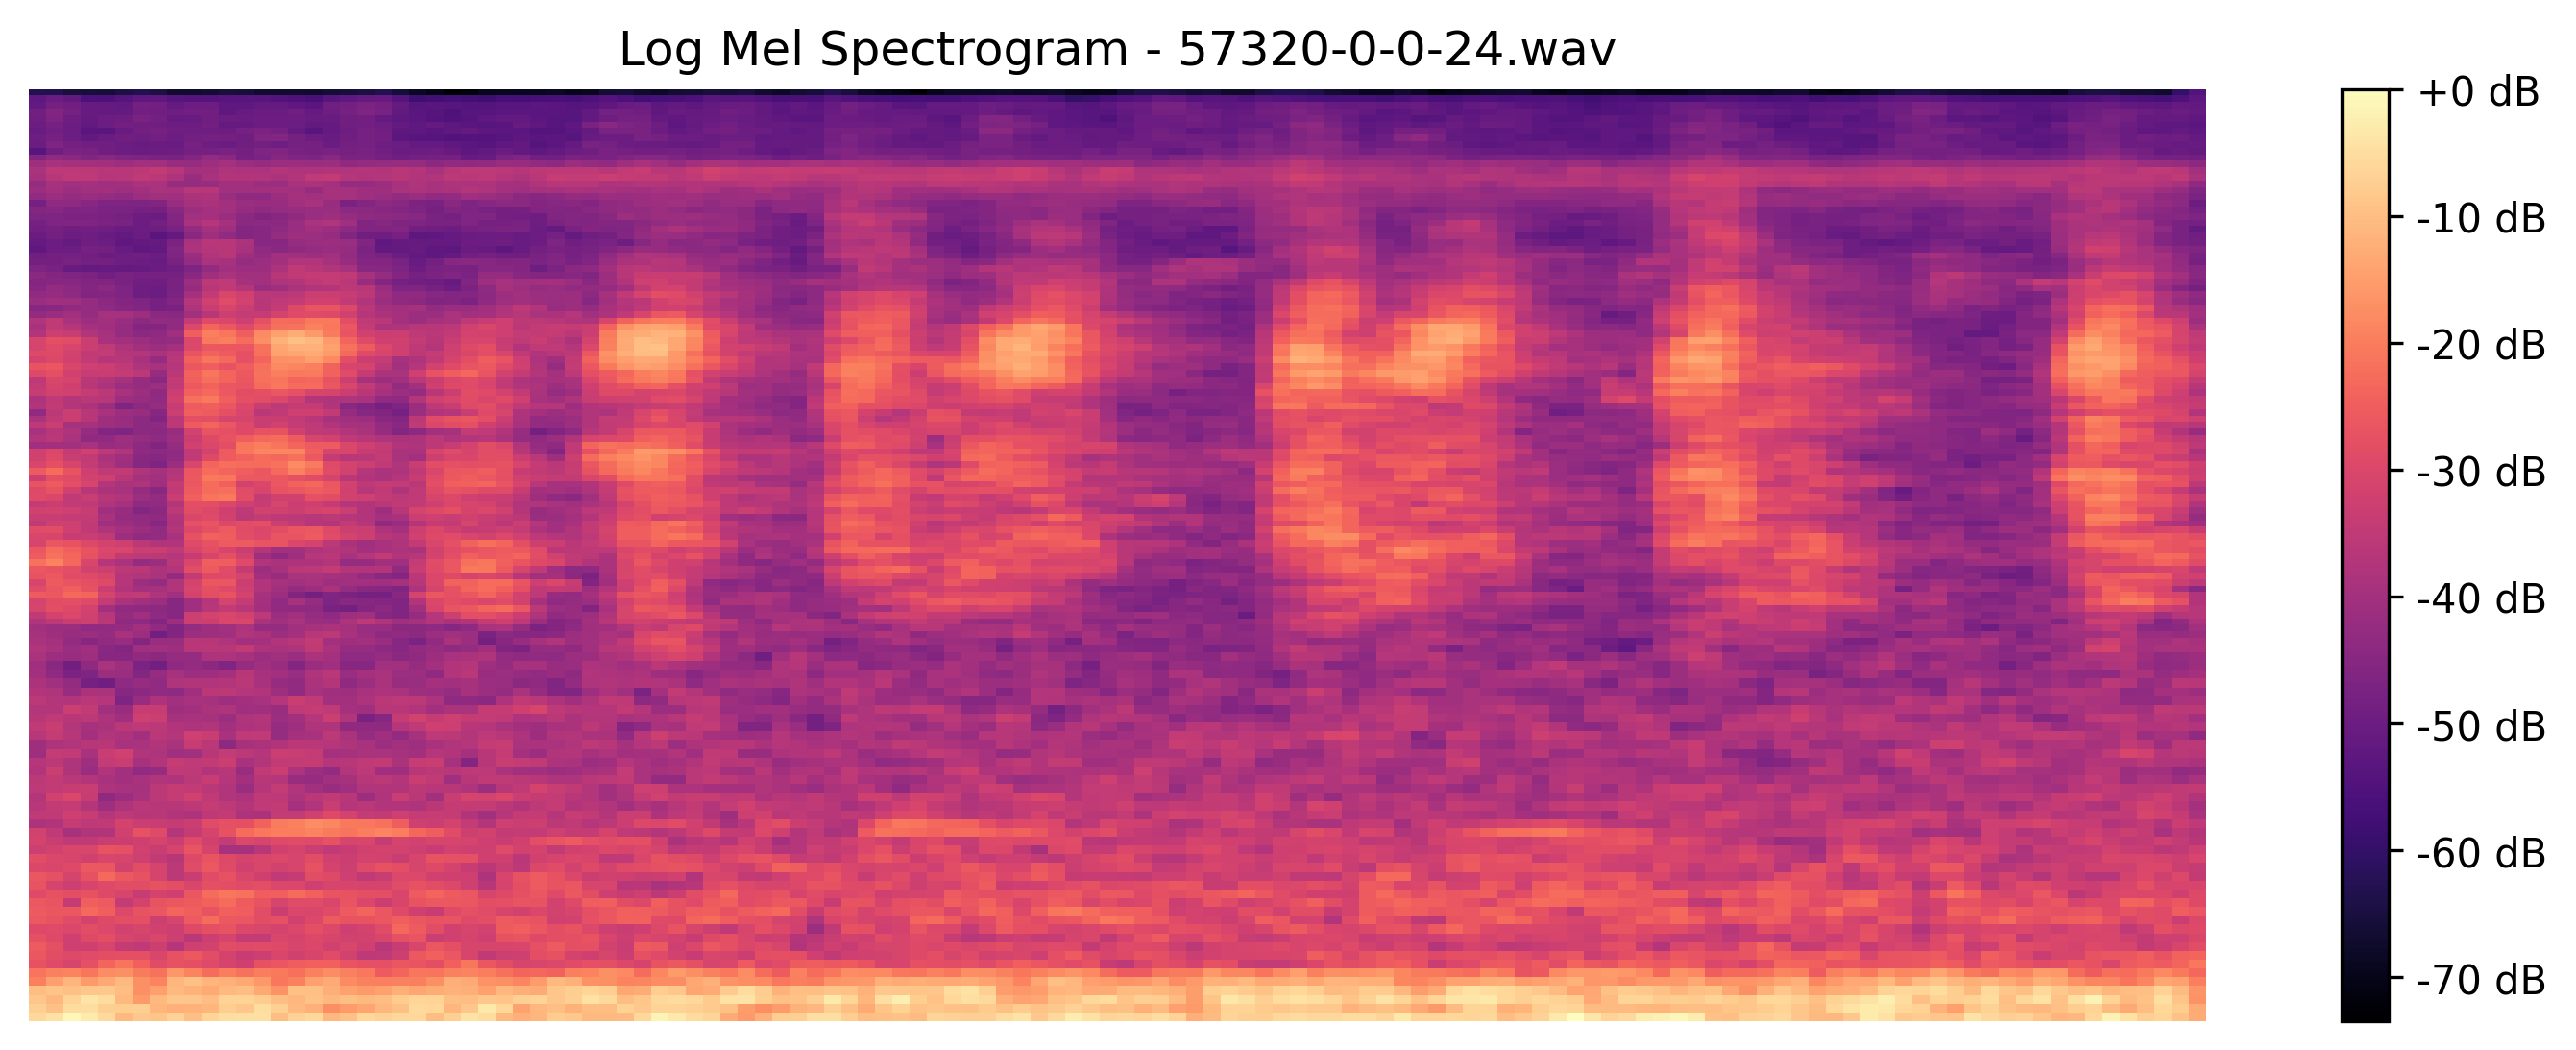 Log Mel Spectrogram - 57320-0-0-24.wav
+0 dB
-10 dB
-20 dB
-30 dB
-40 dB
-50 dB
-60 dB
-70 dB